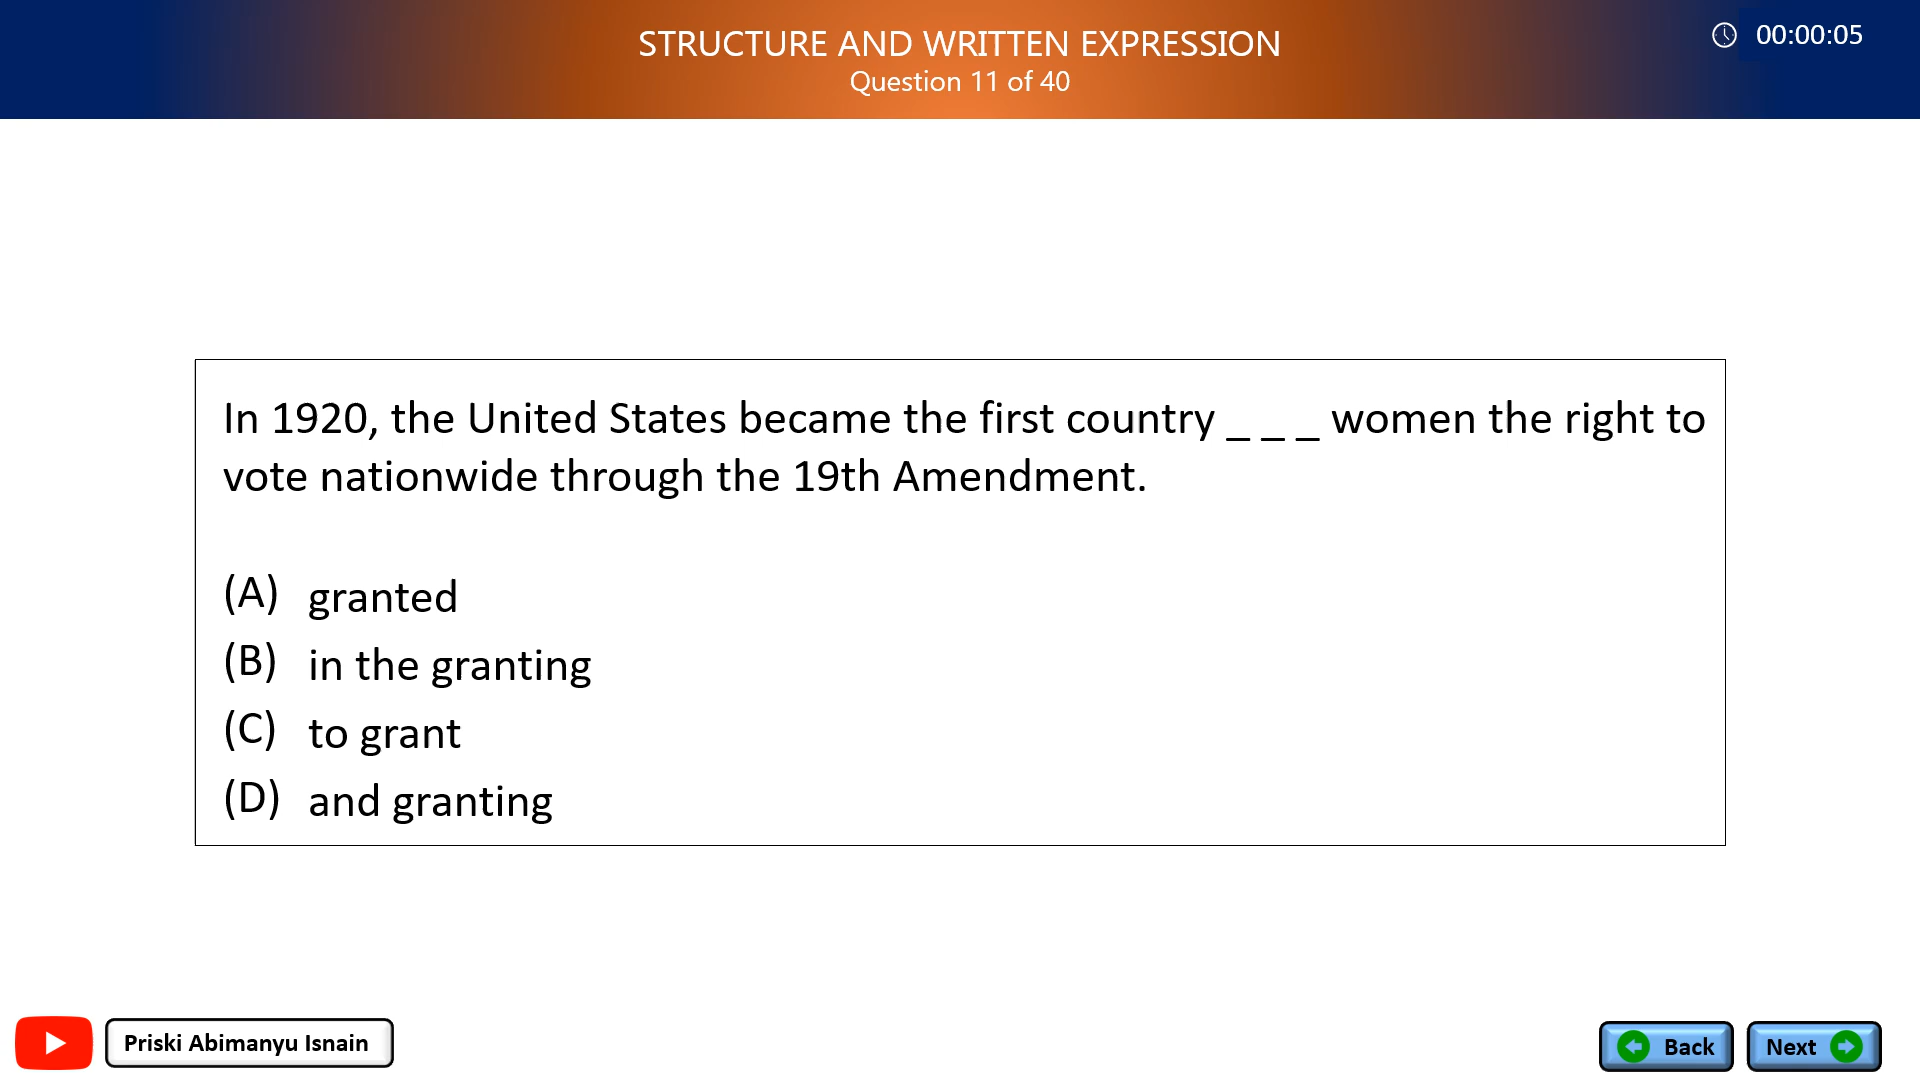 STRUCTURE AND WRITTEN EXPRESSION
Question 11 of 40
00:00:05
In 1920, the United States became the first country _ _ _ women the right to
vote nationwide through the 19th Amendment.
(A) granted
(B) in the granting
(C) to grant
(D) and granting
Priski Abimanyu Isnain
Back
Next